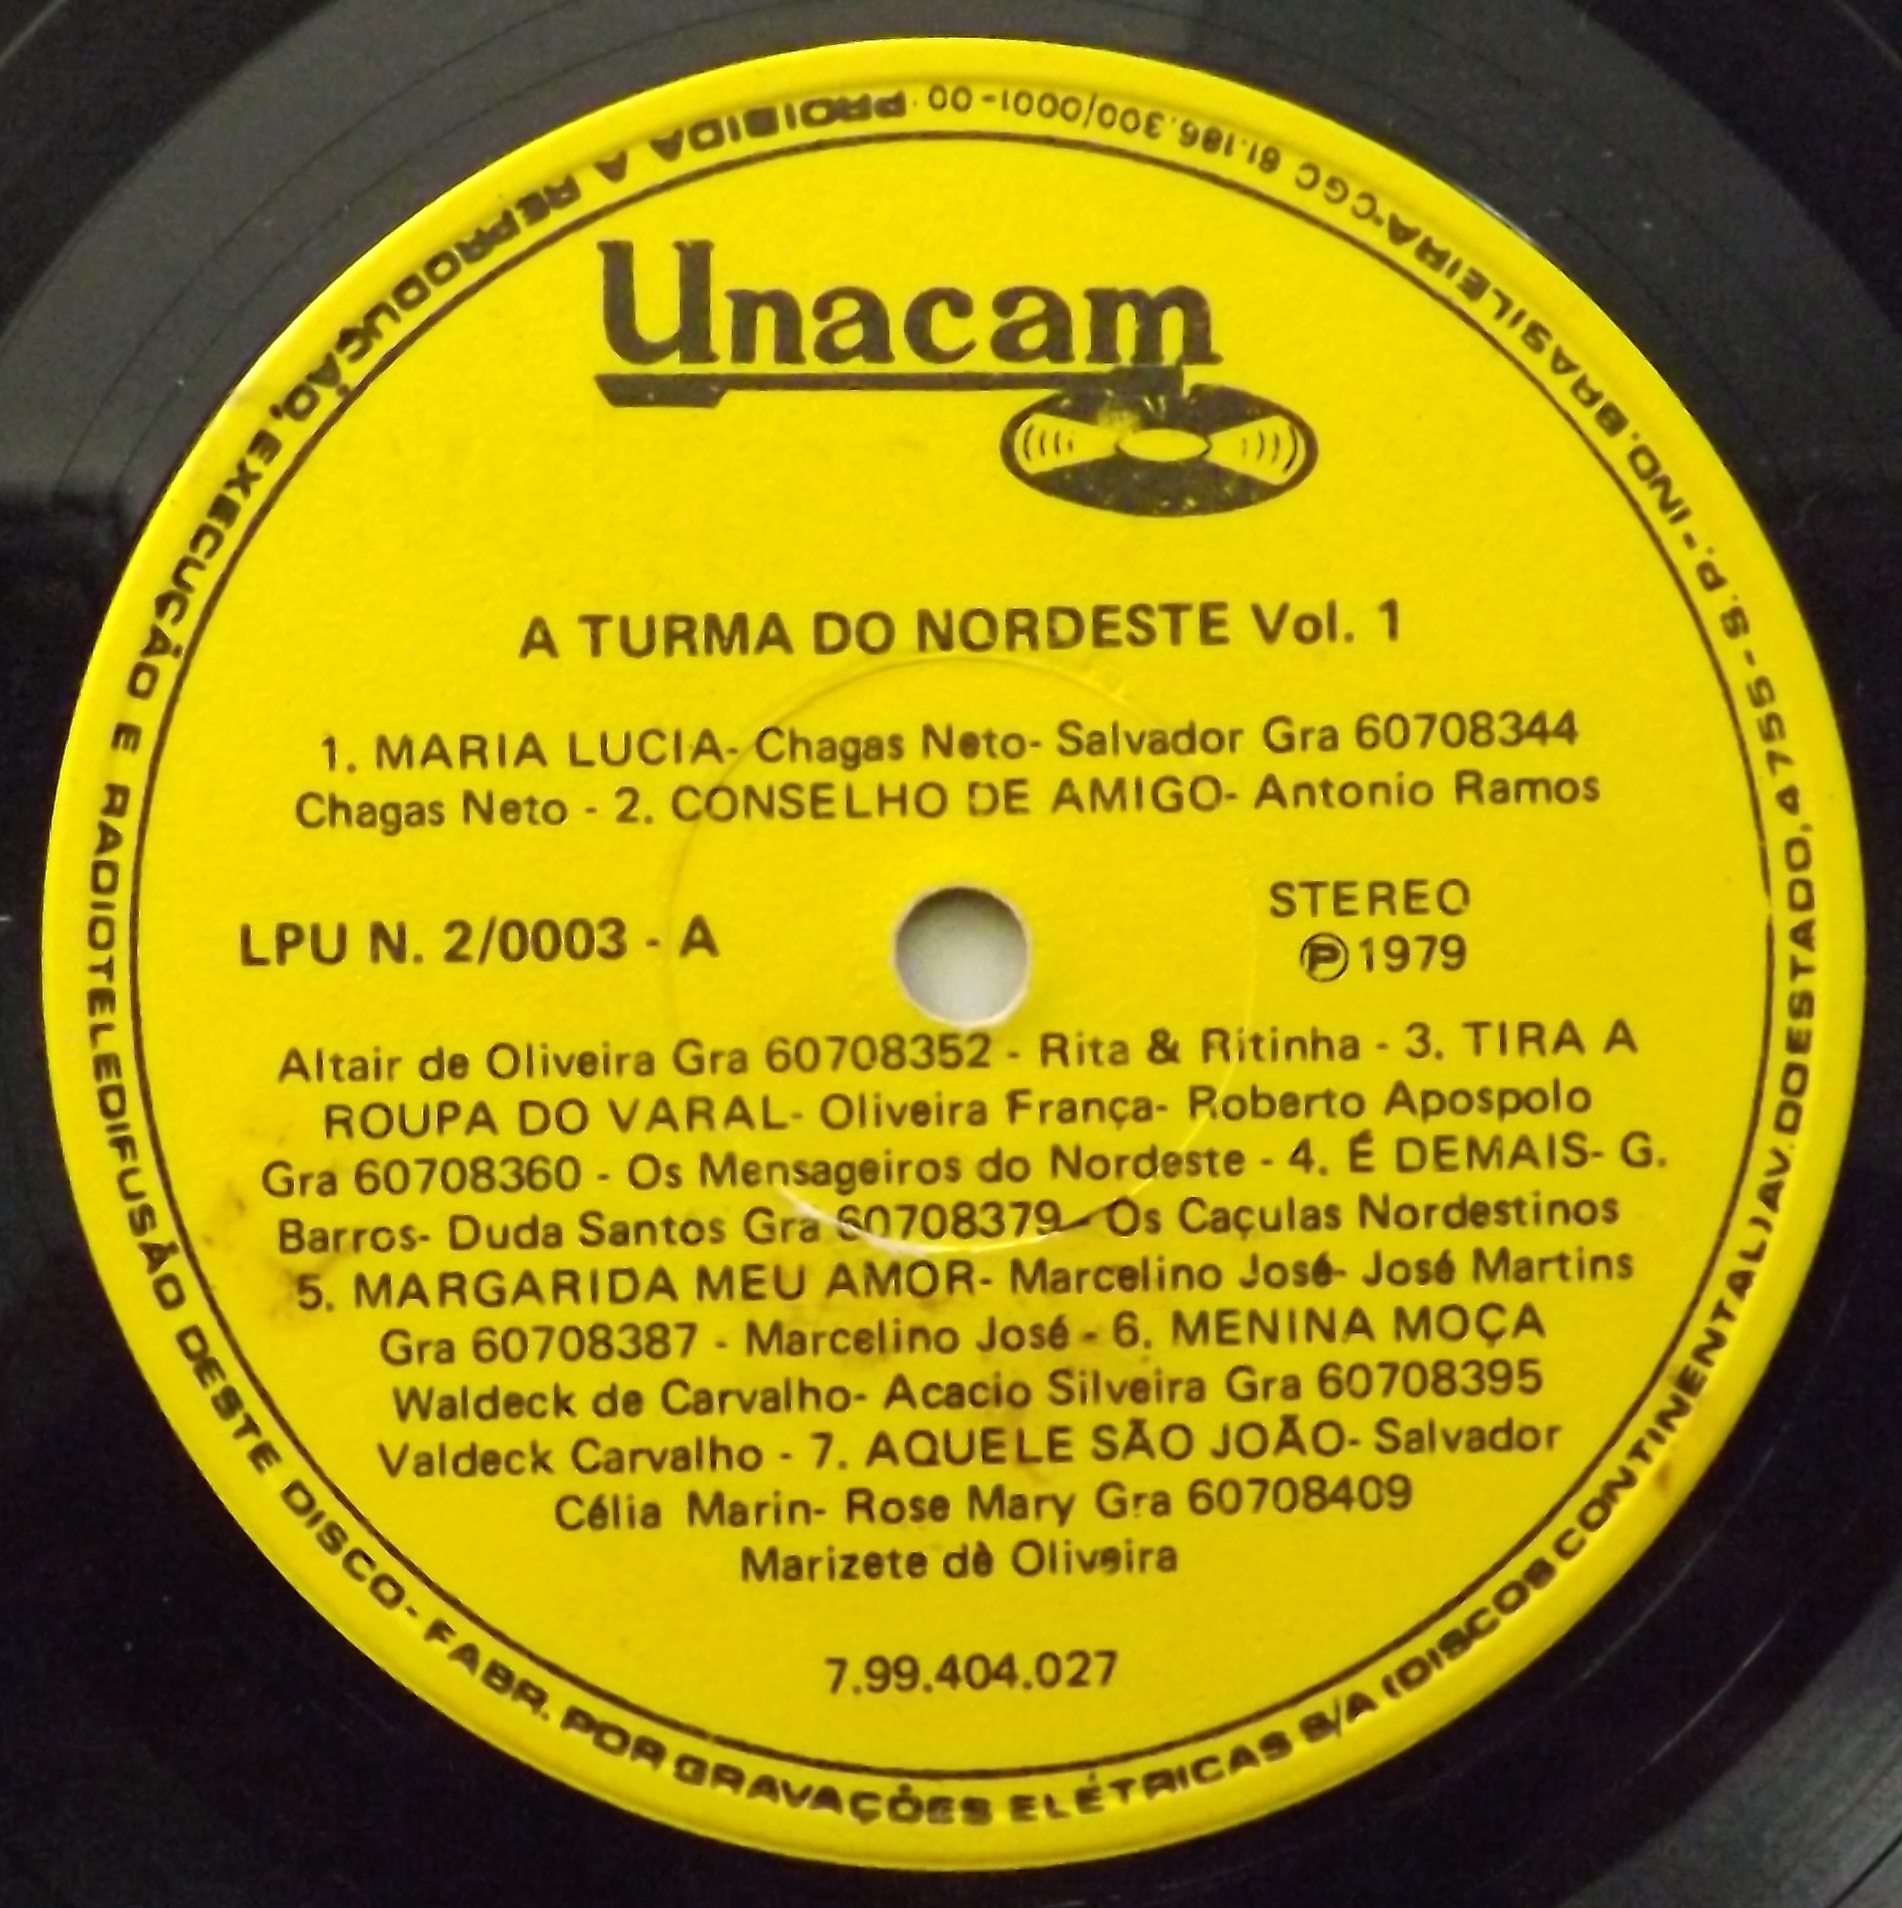 Unacam
A TURMA DO NORDESTE Vol. 1
1. MARIA LUCIA- Chagas Neto- Salvador Gra 60708344
Chagas Neto - 2. CONSELHO DE AMIGO- Antonio Ramos
LPU N. 2/0003 - A
STEREO
℗ 1979
Altair de Oliveira Gra 60708352 - Rita & Ritinha - 3. TIRA A
ROUPA DO VARAL- Oliveira França- Roberto Apospolo
Gra 60708360 - Os Mensageiros do Nordeste - 4. É DEMAIS- G.
Barros- Duda Santos Gra 60708379 - Os Caçulas Nordestinos
5. MARGARIDA MEU AMOR- Marcelino José- José Martins
Gra 60708387 - Marcelino José - 6. MENINA MOÇA
Waldeck de Carvalho- Acacio Silveira Gra 60708395
Valdeck Carvalho - 7. AQUELE SÃO JOÃO- Salvador
Célia Marin- Rose Mary Gra 60708409
Marizete dè Oliveira
7.99.404.027
PROIBIDA A REPRODUÇÃO, EXECUÇÃO E RADIOTELEDIFUSÃO DESTE DISCO - FABR. POR GRAVAÇÕES ELÉTRICAS S/A (DISCOS CONTINENTAL) AV. DO ESTADO, 4755 - S.P. - IND. BRASILEIRA - CGC 61.186.300/0001-00